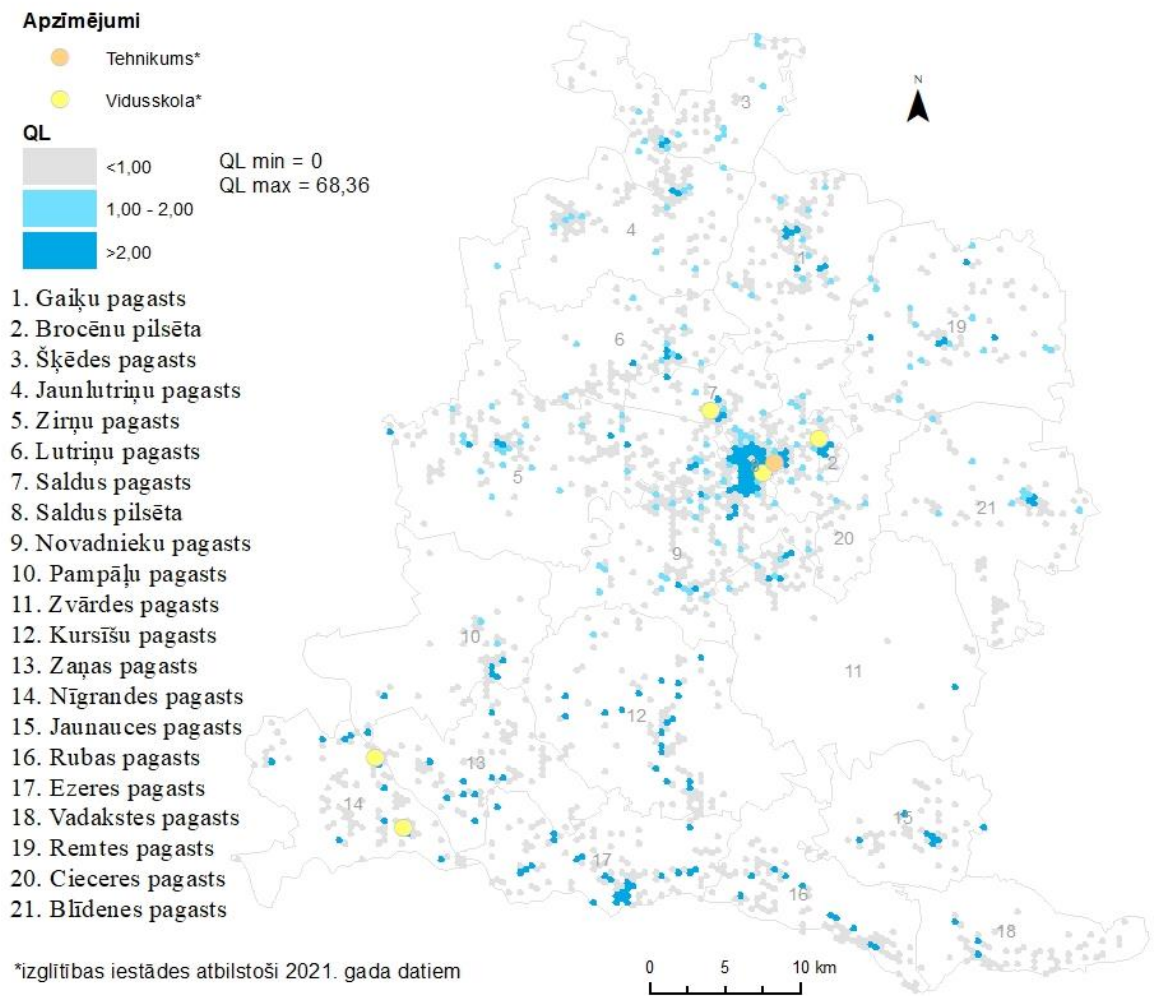 Apzīmējumi
Tehnikums*
Vidusskola*
QL
<1,00
QL min = 0
QL max = 68,36
1,00 - 2,00
>2,00
1. Gaiķu pagasts
2. Brocēnu pilsēta
3. Šķēdes pagasts
4. Jaunlutriņu pagasts
5. Zirņu pagasts
6. Lutriņu pagasts
7. Saldus pagasts
8. Saldus pilsēta
9. Novadnieku pagasts
10. Pampāļu pagasts
11. Zvārdes pagasts
12. Kursīšu pagasts
13. Zaņas pagasts
14. Nīgrandes pagasts
15. Jaunauces pagasts
16. Rubas pagasts
17. Ezeres pagasts
18. Vadakstes pagasts
19. Remtes pagasts
20. Cieceres pagasts
21. Blīdenes pagasts
*izglītības iestādes atbilstoši 2021. gada datiem
N
3
4
1
19
6
7
2
5
21
9
20
10
11
12
13
14
15
17
16
18
0 5 10 km